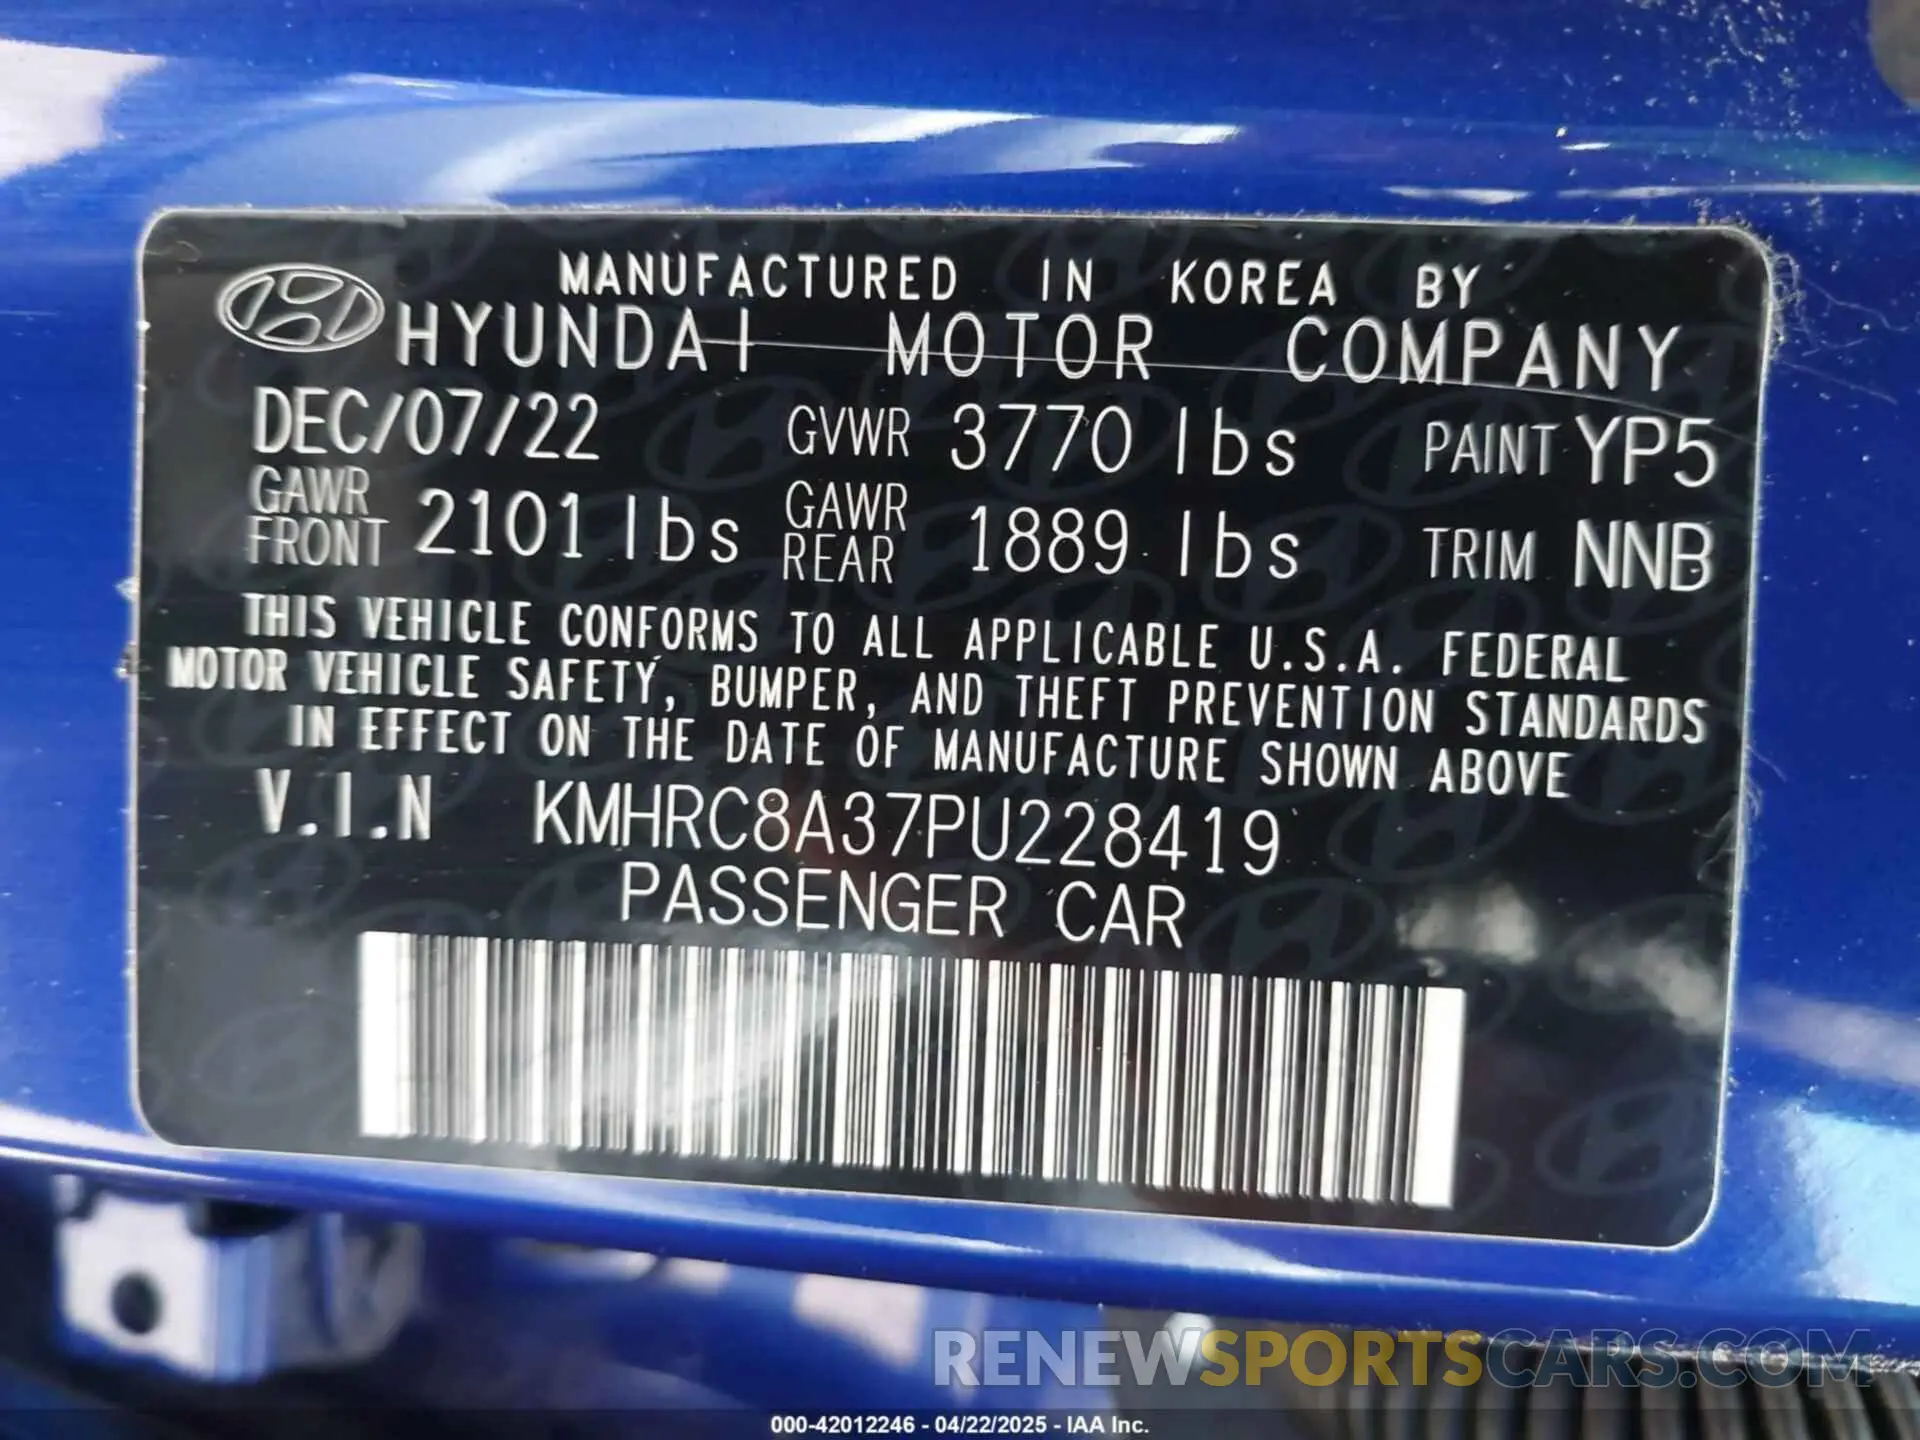 MANUFACTURED IN KOREA BY
HYUNDAI MOTOR COMPANY
DEC/07/22 GVWR 3770 lbs PAINT YP5
GAWR FRONT 2101 lbs GAWR REAR 1889 lbs TRIM NNB
THIS VEHICLE CONFORMS TO ALL APPLICABLE U.S.A. FEDERAL
MOTOR VEHICLE SAFETY, BUMPER, AND THEFT PREVENTION STANDARDS
IN EFFECT ON THE DATE OF MANUFACTURE SHOWN ABOVE
V.I.N KMHRC8A37PU228419
PASSENGER CAR
RENEWSPORTSCARS.COM
000-42012246 - 04/22/2025 - IAA Inc.